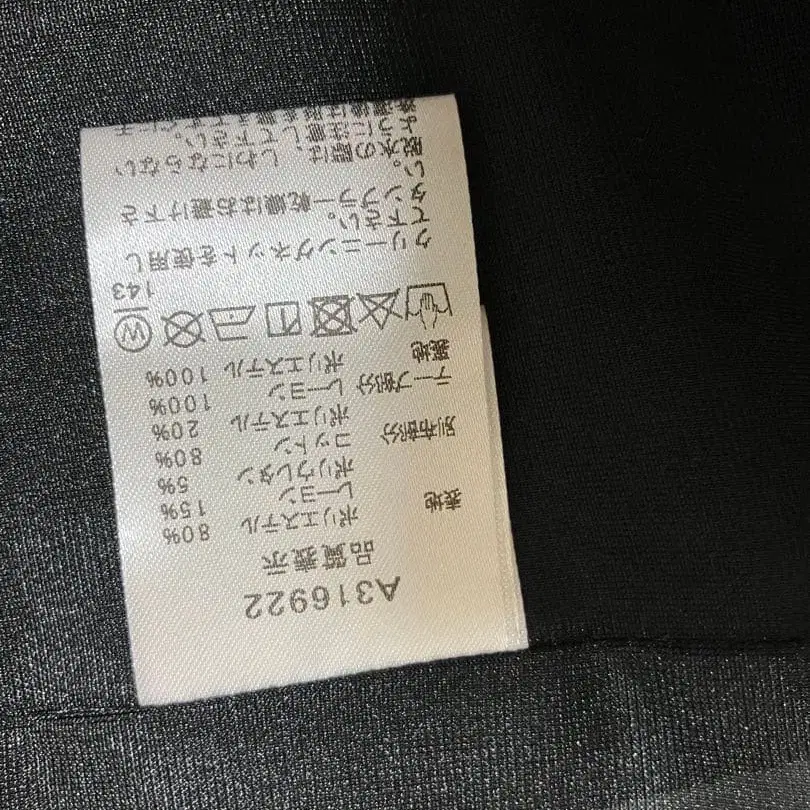 A316922
品質表示
表地 ポリエステル 80%
レーヨン 15%
ポリウレタン 5%
別布部分 コットン 80%
ポリエステル 20%
テープ部分 レーヨン 100%
裏地 ポリエステル 100%
W
143
クリーニングネットを使用し
て下さい。
タンブラー乾燥はお避け下さ
い。
脱水の際は、しわにならない
ように注意して下さい。